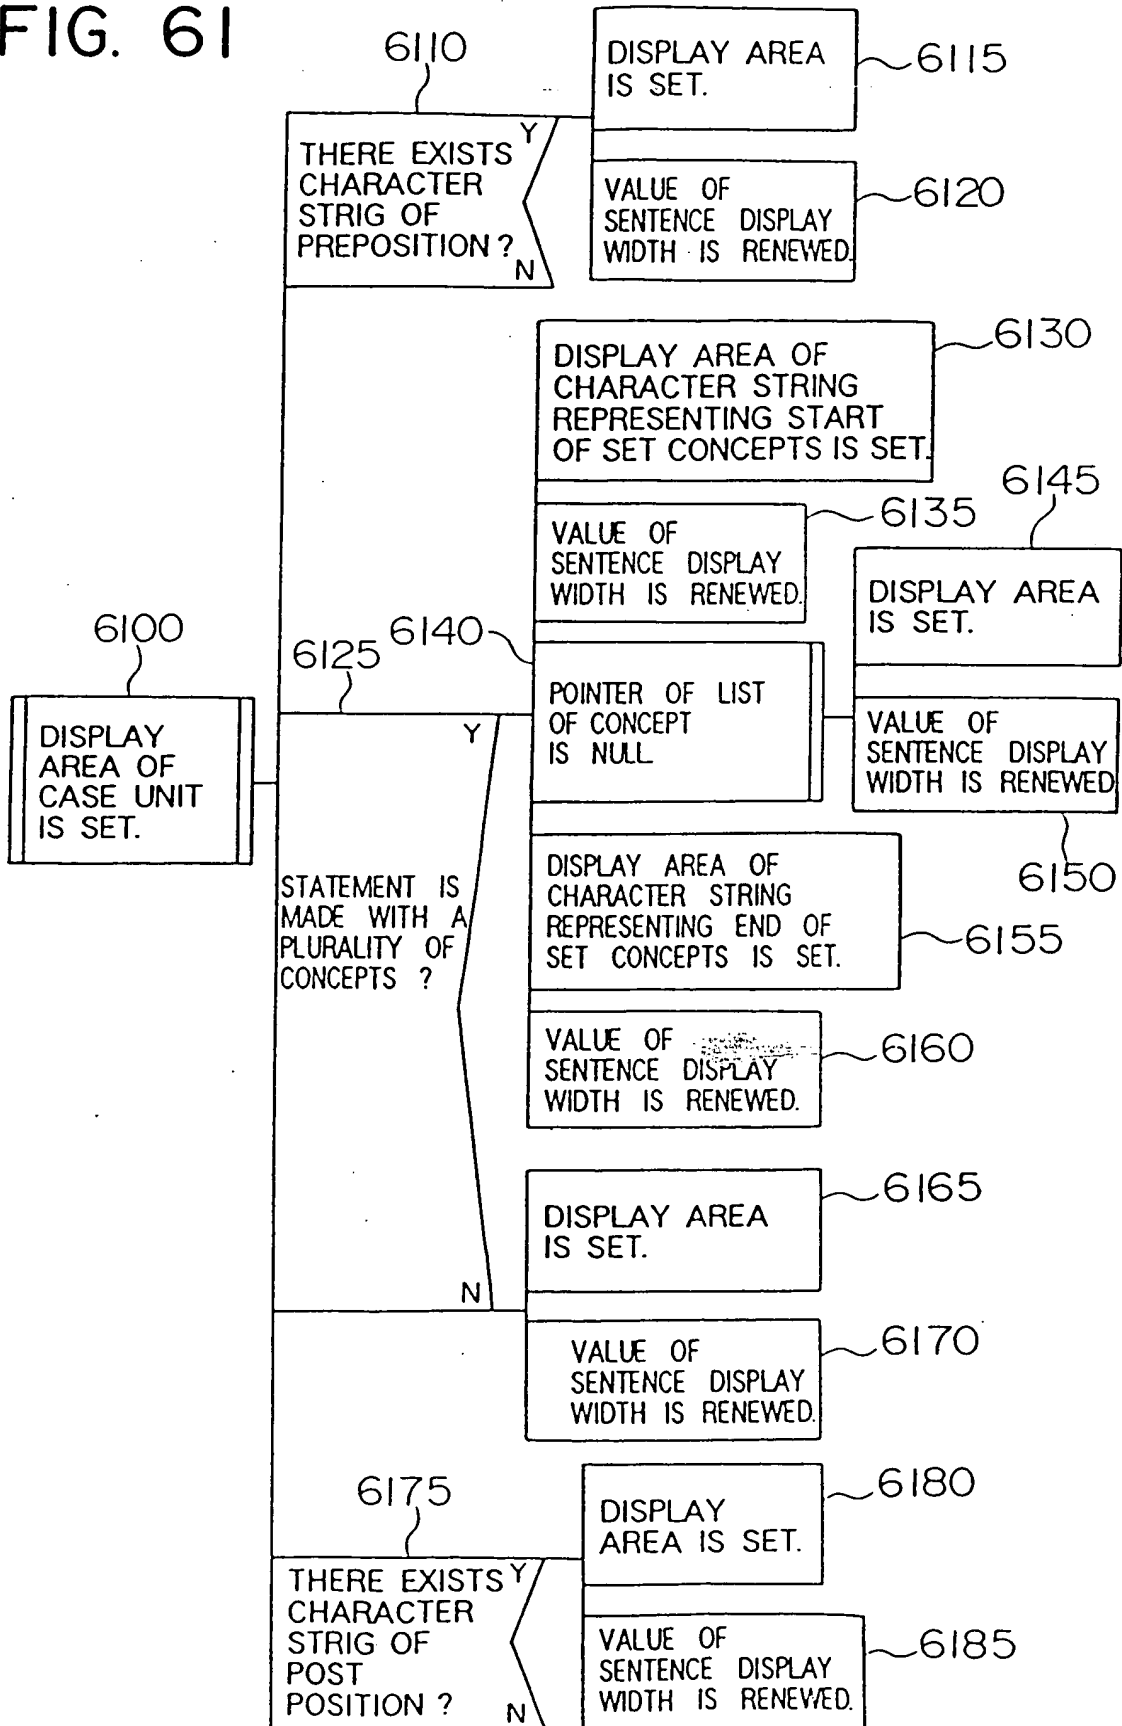 FIG. 61
6110
THERE EXISTS
CHARACTER
STRIG OF
PREPOSITION ?
Y
N
DISPLAY AREA
IS SET.
6115
VALUE OF
SENTENCE DISPLAY
WIDTH IS RENEWED.
6120
DISPLAY AREA OF
CHARACTER STRING
REPRESENTING START
OF SET CONCEPTS IS SET.
6130
VALUE OF
SENTENCE DISPLAY
WIDTH IS RENEWED.
6135
6145
DISPLAY AREA
IS SET.
6100
DISPLAY
AREA OF
CASE UNIT
IS SET.
6125
6140
Y
POINTER OF LIST
OF CONCEPT
IS NULL
VALUE OF
SENTENCE DISPLAY
WIDTH IS RENEWED
6150
STATEMENT IS
MADE WITH A
PLURALITY OF
CONCEPTS ?
DISPLAY AREA OF
CHARACTER STRING
REPRESENTING END OF
SET CONCEPTS IS SET.
6155
VALUE OF
SENTENCE DISPLAY
WIDTH IS RENEWED.
6160
DISPLAY AREA
IS SET.
6165
N
VALUE OF
SENTENCE DISPLAY
WIDTH IS RENEWED.
6170
6175
THERE EXISTS
CHARACTER
STRIG OF
POST
POSITION ?
Y
N
DISPLAY
AREA IS SET.
6180
VALUE OF
SENTENCE DISPLAY
WIDTH IS RENEWED.
6185